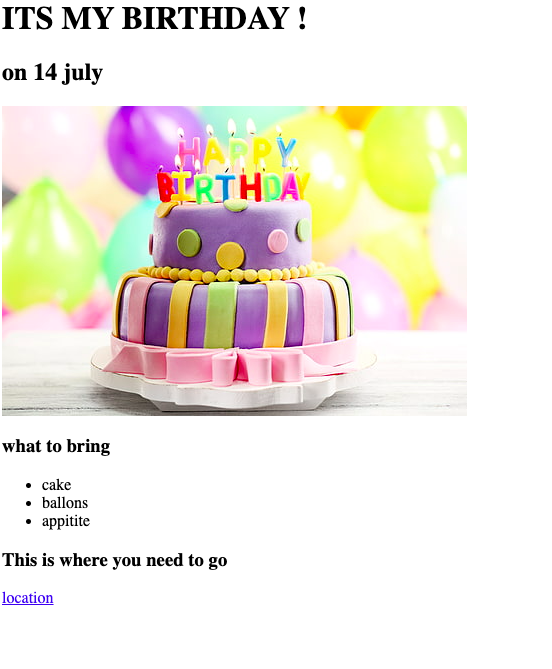 ITS MY BIRTHDAY !
on 14 july
HAPPY
BIRTHDAY
what to bring
cake
ballons
appitite
This is where you need to go
location